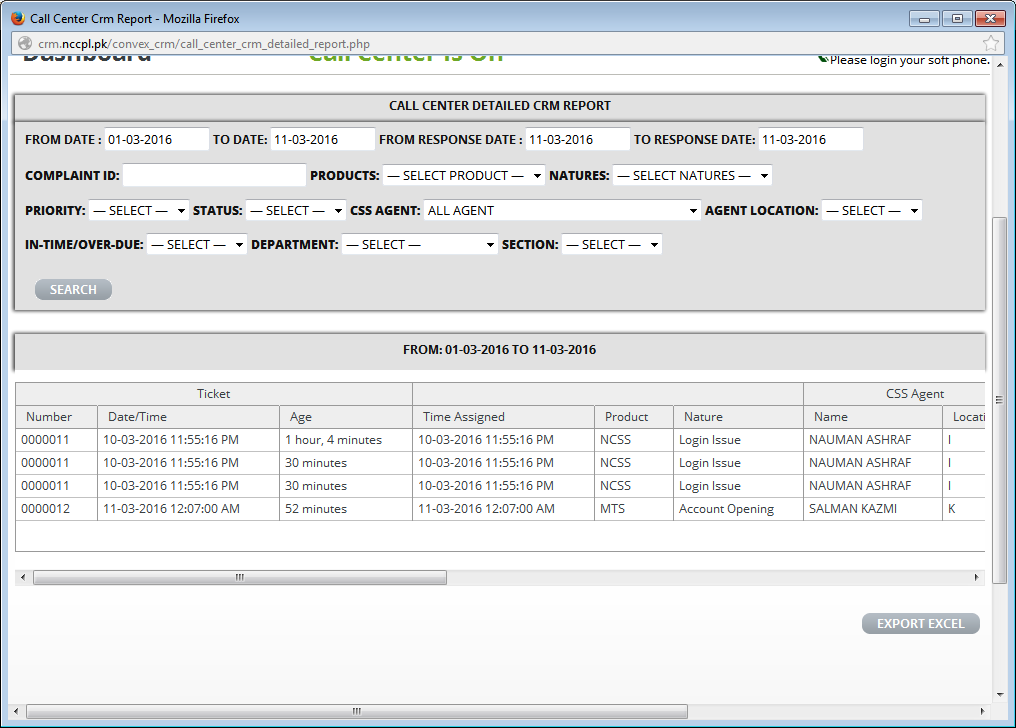 Call Center Crm Report - Mozilla Firefox
crm.nccpl.pk/convex_crm/call_center_crm_detailed_report.php
Dashboard Call Center is On Please login your soft phone.
CALL CENTER DETAILED CRM REPORT
FROM DATE : 01-03-2016 TO DATE: 11-03-2016 FROM RESPONSE DATE : 11-03-2016 TO RESPONSE DATE: 11-03-2016
COMPLAINT ID: PRODUCTS: — SELECT PRODUCT — NATURES: — SELECT NATURES —
PRIORITY: — SELECT — STATUS: — SELECT — CSS AGENT: ALL AGENT AGENT LOCATION: — SELECT —
IN-TIME/OVER-DUE: — SELECT — DEPARTMENT: — SELECT — SECTION: — SELECT —
SEARCH
FROM: 01-03-2016 TO 11-03-2016
Ticket CSS Agent
Number Date/Time Age Time Assigned Product Nature Name Locati
0000011 10-03-2016 11:55:16 PM 1 hour, 4 minutes 10-03-2016 11:55:16 PM NCSS Login Issue NAUMAN ASHRAF I
0000011 10-03-2016 11:55:16 PM 30 minutes 10-03-2016 11:55:16 PM NCSS Login Issue NAUMAN ASHRAF I
0000011 10-03-2016 11:55:16 PM 30 minutes 10-03-2016 11:55:16 PM NCSS Login Issue NAUMAN ASHRAF I
0000012 11-03-2016 12:07:00 AM 52 minutes 11-03-2016 12:07:00 AM MTS Account Opening SALMAN KAZMI K
EXPORT EXCEL